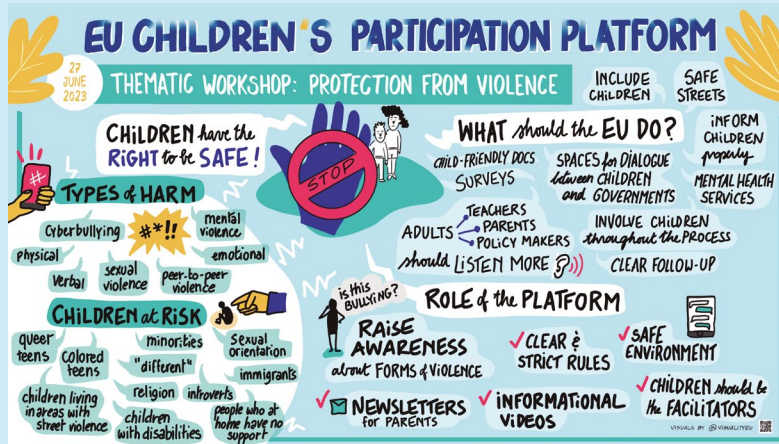 EU CHILDREN'S PARTICIPATION PLATFORM
27
JUNE
2023
THEMATIC WORKSHOP: PROTECTION FROM VIOLENCE
CHILDREN have the
RIGHT to be SAFE!
STOP
#
TYPES of HARM
Cyberbullying
#*!!
mental
violence
physical
emotional
Verbal
sexual
violence
peer-to-peer
violence
CHILDREN at RISK
queer
teens
Colored
teens
minorities
"different"
Sexual
orientation
immigrants
religion
introverts
children living
in areas with
street violence
children
with disabilities
people who at
home have no
support
WHAT should the EU DO?
INCLUDE
CHILDREN
SAFE
STREETS
INFORM
CHILDREN
properly
CHILD-FRIENDLY DOCS
SURVEYS
SPACES for DIALOGUE
between CHILDREN
and GOVERNMENTS
MENTAL HEALTH
SERVICES
ADULTS
TEACHERS
PARENTS
POLICY MAKERS
should LISTEN MORE
INVOLVE CHILDREN
throughout the PROCESS
CLEAR FOLLOW-UP
is this
BULLYING?
ROLE of the PLATFORM
RAISE
AWARENESS
about FORMS of VIOLENCE
CLEAR &
STRICT RULES
SAFE
ENVIRONMENT
NEWSLETTERS
for PARENTS
INFORMATIONAL
VIDEOS
CHILDREN should be
the FACILITATORS
VISUALS BY @VISUALITYEU